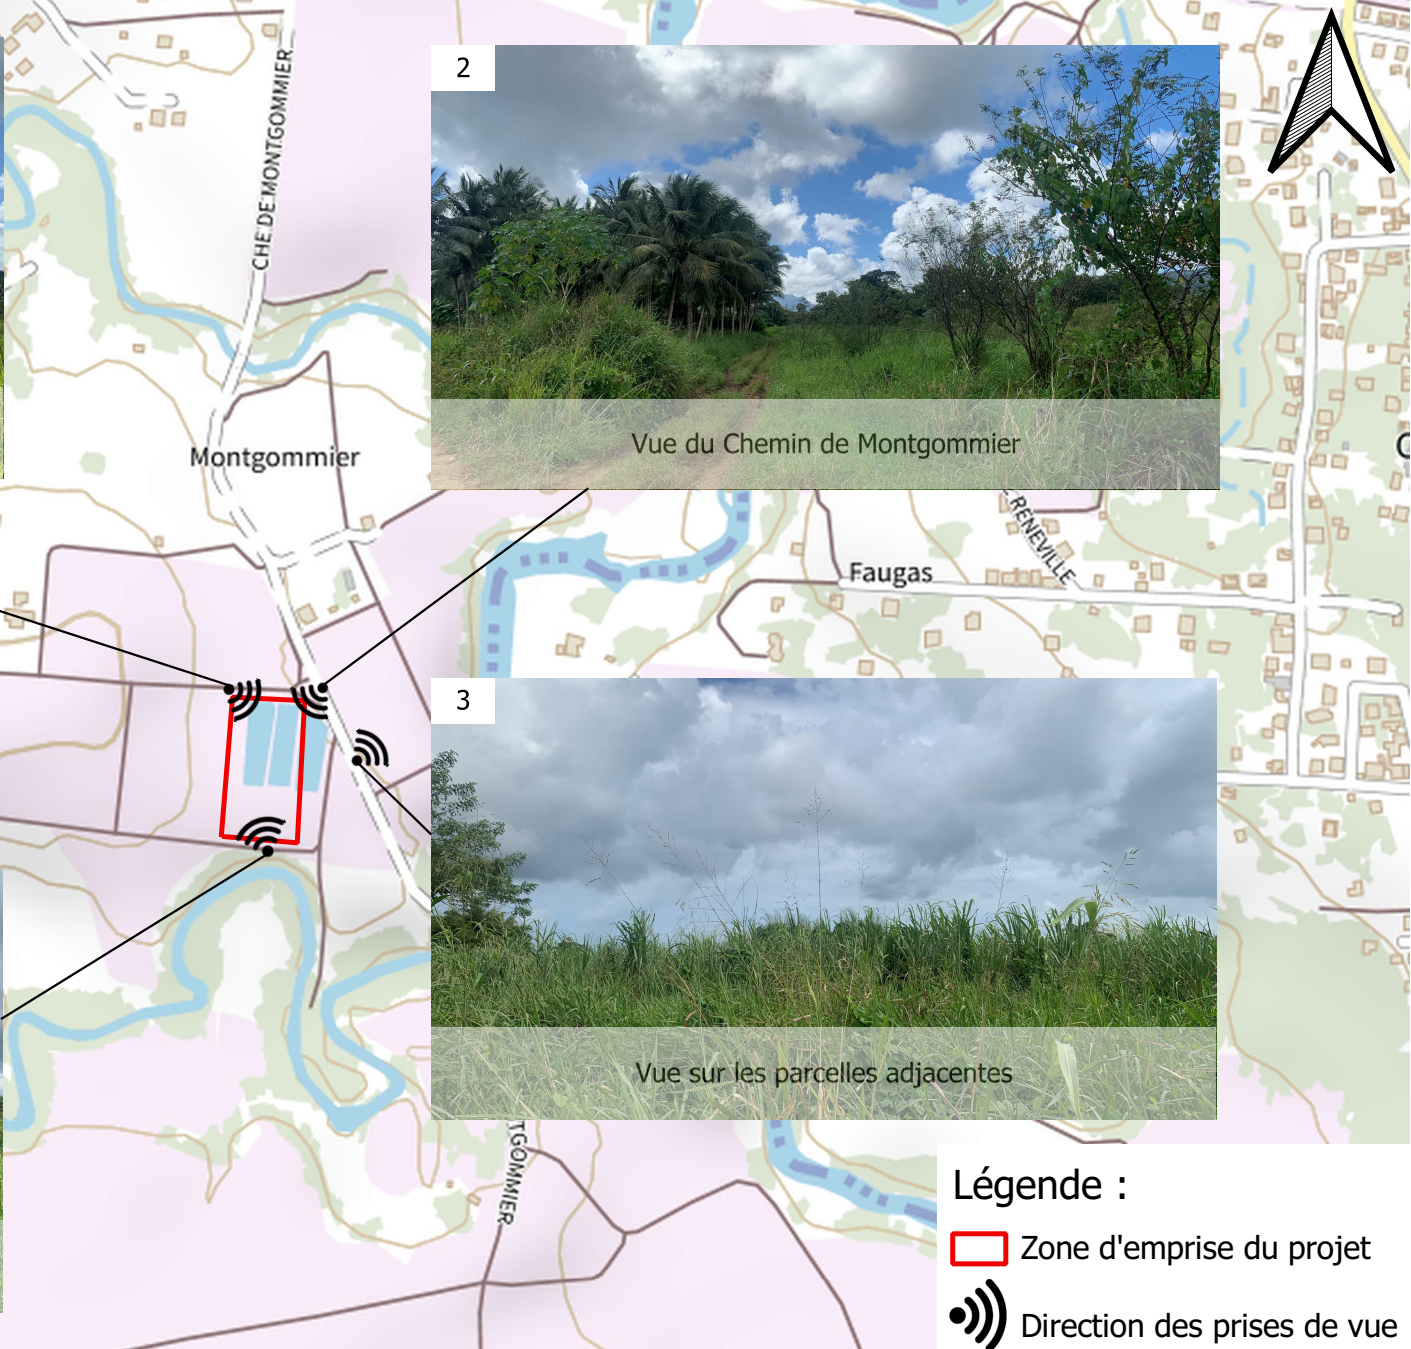 2
CHE DE MONTGOMMIER
Vue du Chemin de Montgommier
Montgommier
RENEVILLE
Faugas
3
Vue sur les parcelles adjacentes
TGOMMIER
Légende :
Zone d'emprise du projet
Direction des prises de vue